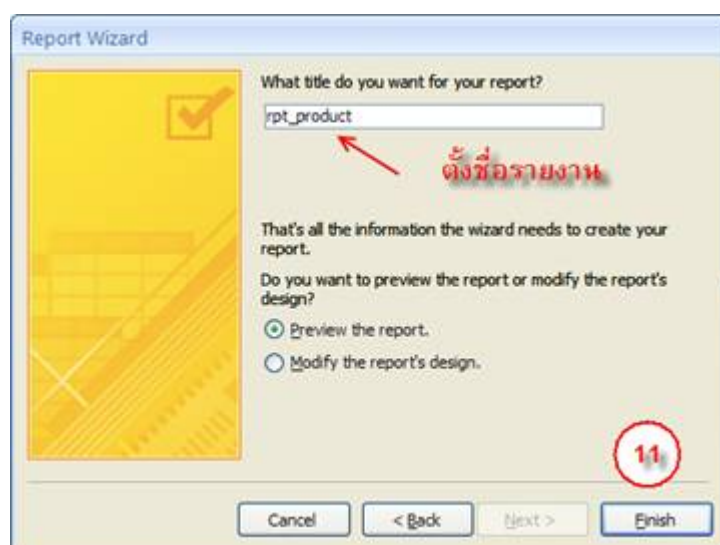 Report Wizard
What title do you want for your report?
rpt_product
ตั้งชื่อรายงาน
That's all the information the wizard needs to create your
report.
Do you want to preview the report or modify the report's
design?
Preview the report.
Modify the report's design.
11
Cancel
< Back
Next >
Finish